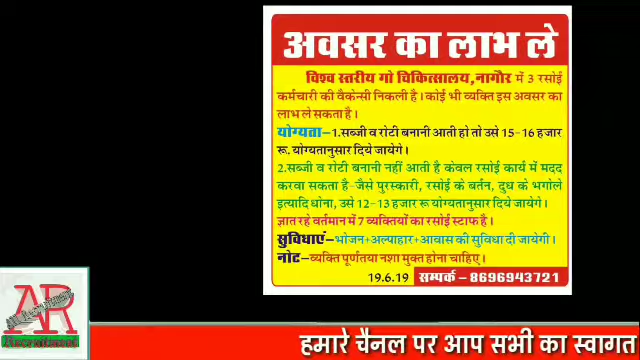 अवसर का लाभ ले
विश्व स्तरीय गो चिकित्सालय,नागौर में 3 रसोई
कर्मचारी की वैकेन्सी निकली है। कोई भी व्यक्ति इस अवसर का
लाभ ले सकता है।
योग्यता–1.सब्जी व रोटी बनानी आती हो तो उसे 15-16 हजार
रू. योग्यतानुसार दिये जायेगे।
2.सब्जी व रोटी बनानी नहीं आती है केवल रसोई कार्य में मदद
करवा सकता है-जैसे पुरस्कारी, रसोई के बर्तन, दुध के भगोले
इत्यादि धोना, उसे 12-13 हजार रू योग्यतानुसार दिये जायेगे।
ज्ञात रहे वर्तमान में 7 व्यक्तियों का रसोई स्टाफ है।
सुविधाएं–भोजन+अल्पाहार+आवास की सुविधा दी जायेगी।
नोट–व्यक्ति पूर्णतया नशा मुक्त होना चाहिए।
19.6.19 सम्पर्क – 8696943721
AR
Recruitment
हमारे चैनल पर आप सभी का स्वागत